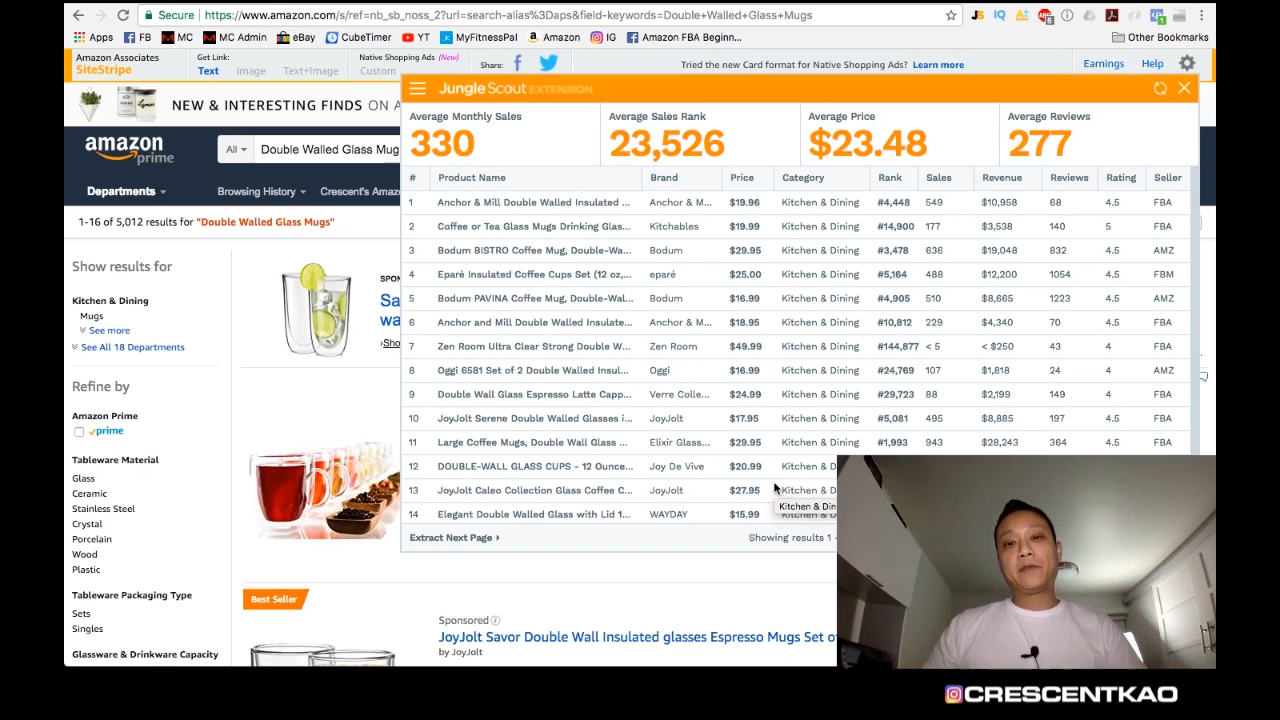 Secure https://www.amazon.com/s/ref=nb_sb_noss_2?url=search-alias%3Daps&field-keywords=Double+Walled+Glass+Mugs
Apps FB MC MC Admin eBay CubeTimer YT MyFitnessPal Amazon IG Amazon FBA Beginn... Other Bookmarks
Amazon Associates
SiteStripe
Get Link:
Text Image Text+Image
Native Shopping Ads (New)
Custom
Share:
Tried the new Card format for Native Shopping Ads? Learn more
Earnings Help
NEW & INTERESTING FINDS ON A
amazon
prime
All Double Walled Glass Mug
Departments Browsing History Crescent's Amaz
1-16 of 5,012 results for "Double Walled Glass Mugs"
Show results for
Kitchen & Dining
Mugs
See more
See All 18 Departments
Refine by
Amazon Prime
prime
Tableware Material
Glass
Ceramic
Stainless Steel
Crystal
Porcelain
Wood
Plastic
Tableware Packaging Type
Sets
Singles
Glassware & Drinkware Capacity
SPON
Sa
wa
Sho
Jungle Scout EXTENSION
Average Monthly Sales
330
Average Sales Rank
23,526
Average Price
$23.48
Average Reviews
277
# Product Name Brand Price Category Rank Sales Revenue Reviews Rating Seller
1 Anchor & Mill Double Walled Insulated ... Anchor & M... $19.96 Kitchen & Dining #4,448 549 $10,958 68 4.5 FBA
2 Coffee or Tea Glass Mugs Drinking Glas... Kitchables $19.99 Kitchen & Dining #14,900 177 $3,538 140 5 FBA
3 Bodum BISTRO Coffee Mug, Double-Wa... Bodum $29.95 Kitchen & Dining #3,478 636 $19,048 832 4.5 AMZ
4 Eparé Insulated Coffee Cups Set (12 oz,... eparé $25.00 Kitchen & Dining #5,164 488 $12,200 1054 4.5 FBM
5 Bodum PAVINA Coffee Mug, Double-Wal... Bodum $16.99 Kitchen & Dining #4,905 510 $8,665 1223 4.5 AMZ
6 Anchor and Mill Double Walled Insulate... Anchor & M... $18.95 Kitchen & Dining #10,812 229 $4,340 70 4.5 FBA
7 Zen Room Ultra Clear Strong Double W... Zen Room $49.99 Kitchen & Dining #144,877 < 5 < $250 43 4 FBA
8 Oggi 6581 Set of 2 Double Walled Insul... Oggi $16.99 Kitchen & Dining #24,769 107 $1,818 24 4 AMZ
9 Double Wall Glass Espresso Latte Capp... Verre Colle... $24.99 Kitchen & Dining #29,723 88 $2,199 149 4 FBA
10 JoyJolt Serene Double Walled Glasses i... JoyJolt $17.95 Kitchen & Dining #5,081 495 $8,885 197 4.5 FBA
11 Large Coffee Mugs, Double Wall Glass ... Elixir Glass... $29.95 Kitchen & Dining #1,993 943 $28,243 364 4.5 FBA
12 DOUBLE-WALL GLASS CUPS - 12 Ounce... Joy De Vive $20.99 Kitchen & D
13 JoyJolt Caleo Collection Glass Coffee C... JoyJolt $27.95 Kitchen & D
Kitchen & Din
14 Elegant Double Walled Glass with Lid 1... WAYDAY $15.99 Kitchen & D
Extract Next Page Showing results 1 -
Best Seller
Sponsored
JoyJolt Savor Double Wall Insulated glasses Espresso Mugs Set o
by JoyJolt
CRESCENTKAO